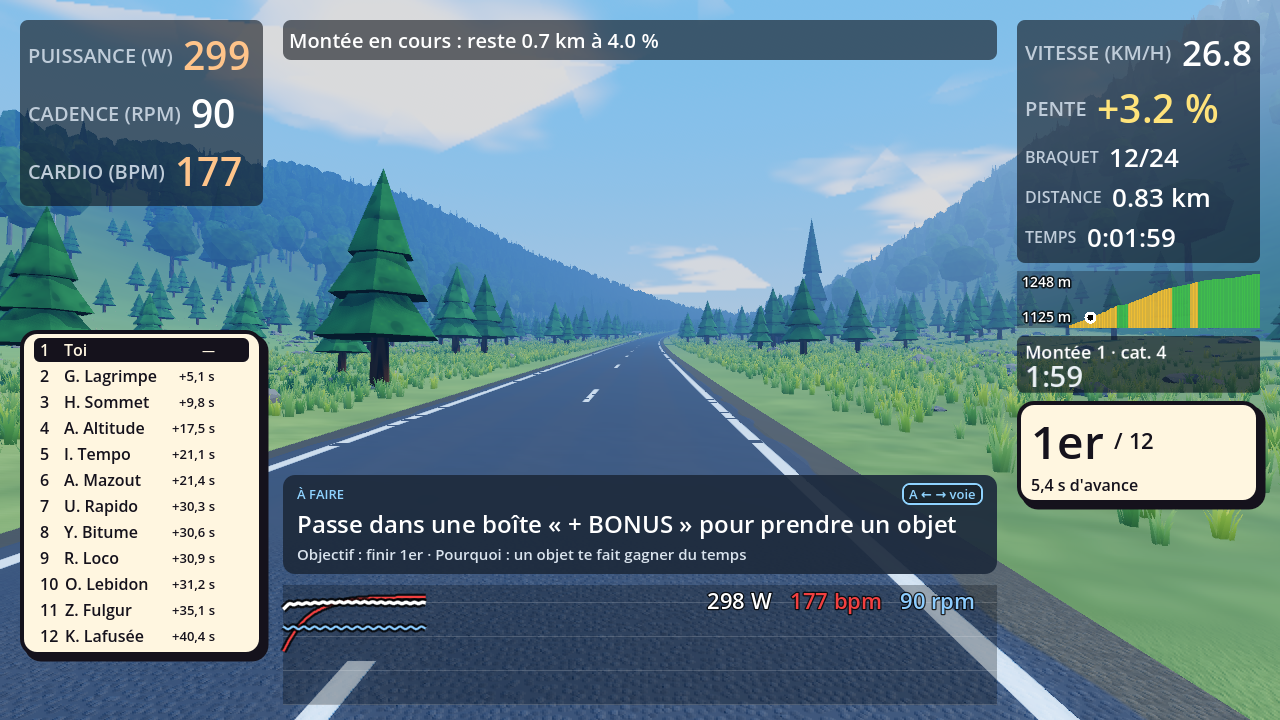 PUISSANCE (W) 299
CADENCE (RPM) 90
CARDIO (BPM) 177
Montée en cours : reste 0.7 km à 4.0 %
VITESSE (KM/H) 26.8
PENTE +3.2 %
BRAQUET 12/24
DISTANCE 0.83 km
TEMPS 0:01:59
1248 m
1125 m
Montée 1 · cat. 4
1:59
1er / 12
5,4 s d'avance
1 Toi —
2 G. Lagrimpe +5,1 s
3 H. Sommet +9,8 s
4 A. Altitude +17,5 s
5 I. Tempo +21,1 s
6 A. Mazout +21,4 s
7 U. Rapido +30,3 s
8 Y. Bitume +30,6 s
9 R. Loco +30,9 s
10 O. Lebidon +31,2 s
11 Z. Fulgur +35,1 s
12 K. Lafusée +40,4 s
À FAIRE
A ← → voie
Passe dans une boîte « + BONUS » pour prendre un objet
Objectif : finir 1er · Pourquoi : un objet te fait gagner du temps
298 W 177 bpm 90 rpm